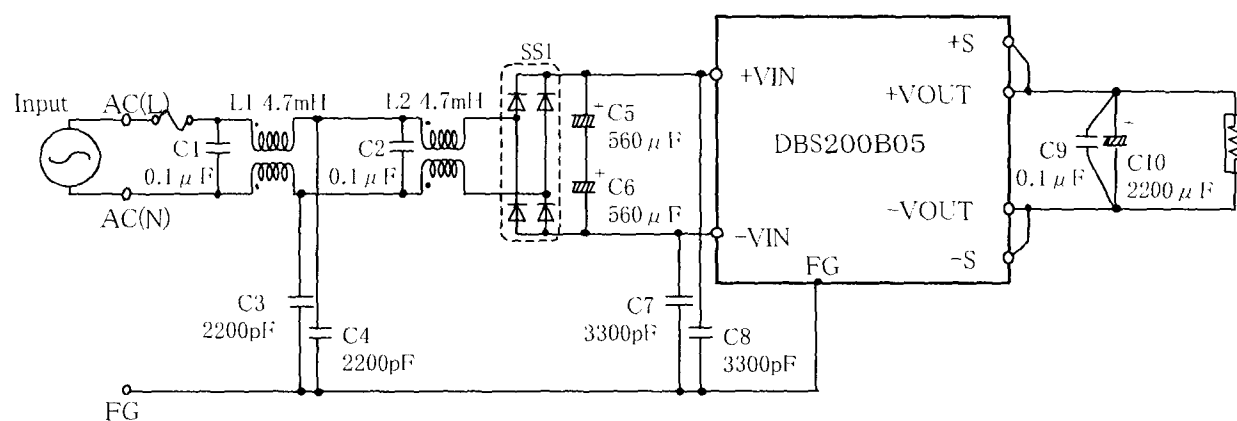 Input
AC(L)
AC(N)
L1 4.7mH
C1
0.1μF
L2 4.7mH
C2
0.1μF
SS1
C5
560μF
C6
560μF
C3
2200pF
C4
2200pF
C7
3300pF
C8
3300pF
FG
+VIN
-VIN
DBS200B05
FG
+S
+VOUT
-VOUT
-S
C9
0.1μF
C10
2200μF
+
+
+